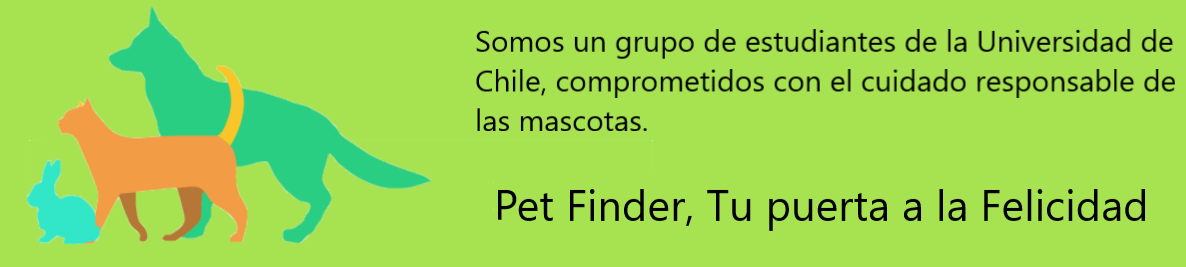 Somos un grupo de estudiantes de la Universidad de
Chile, comprometidos con el cuidado responsable de
las mascotas.
Pet Finder, Tu puerta a la Felicidad